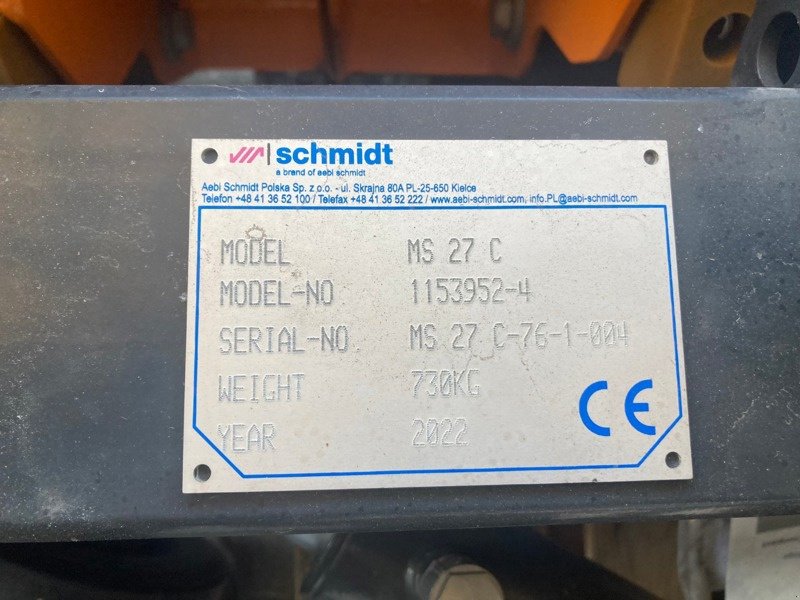 schmidt
a brand of aebi schmidt
Aebi Schmidt Polska Sp. z o.o. - ul. Skrajna 80A PL-25-650 Kielce
Telefon +48 41 36 52 100 / Telefax +48 41 36 52 222 / www.aebi-schmidt.com, info.PL@aebi-schmidt.com
MODEL MS 27 C
MODEL-NO 1153952-4
SERIAL-NO MS 27 C-76-1-004
WEIGHT 730KG
YEAR 2022
CE